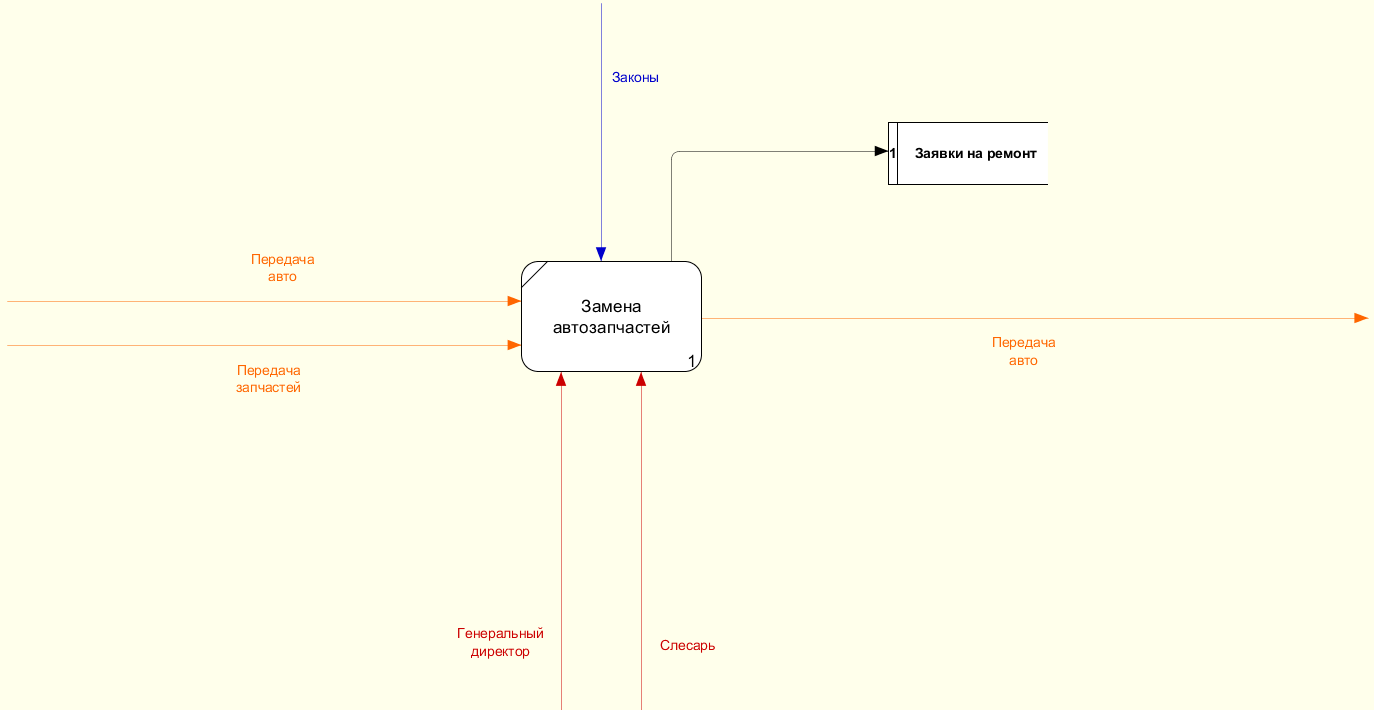 Законы
1
Заявки на ремонт
Передача
авто
Замена
автозапчастей
1
Передача
авто
Передача
запчастей
Генеральный
директор
Слесарь